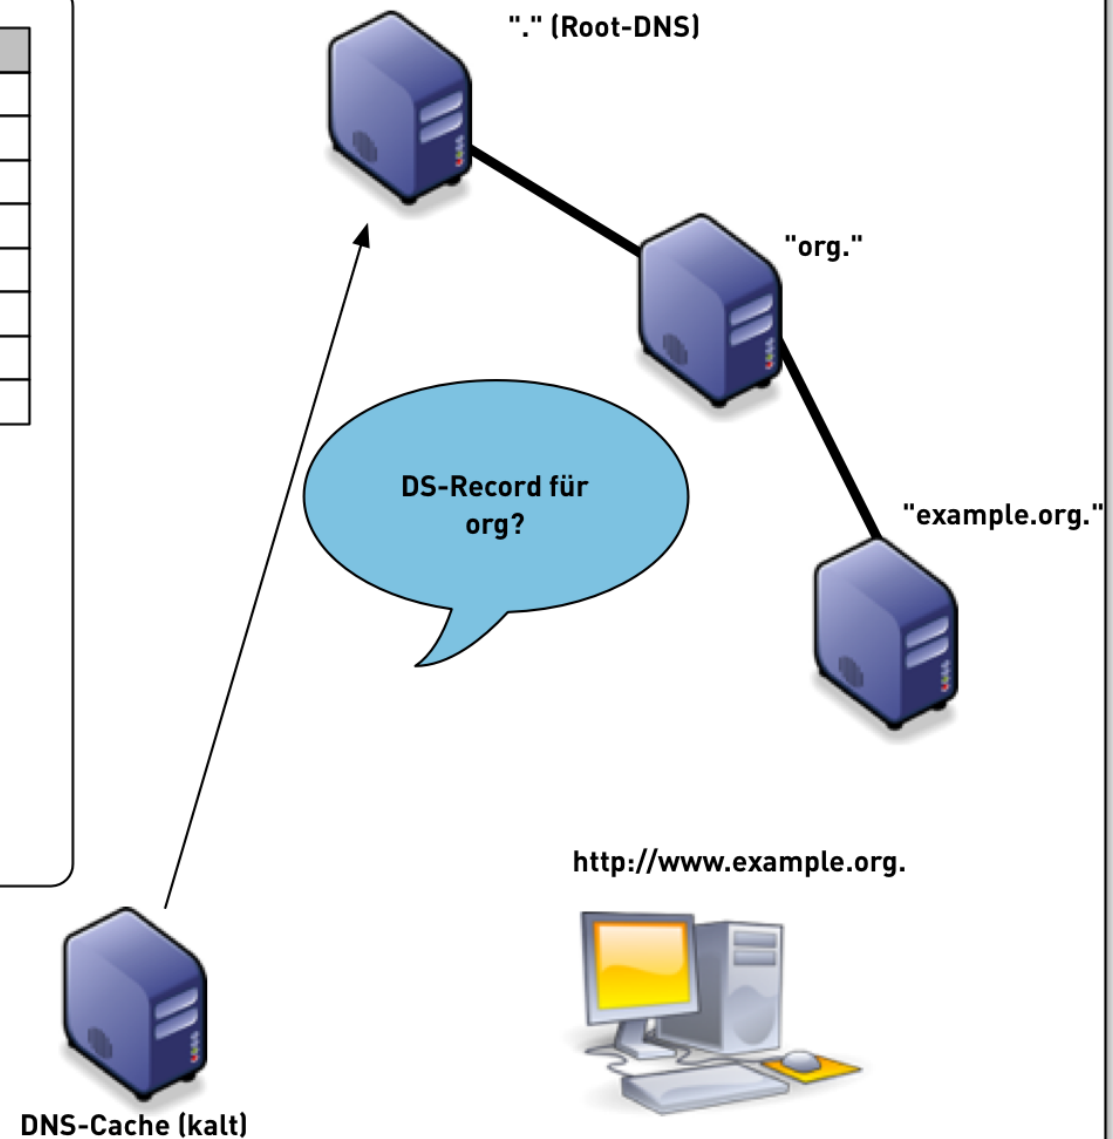 "." (Root-DNS)
"org."
DS-Record für
org?
"example.org."
http://www.example.org.
DNS-Cache (kalt)